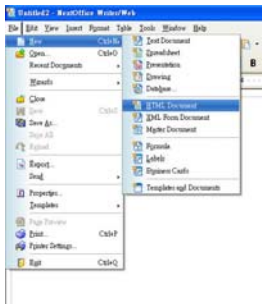 Untitled2 - NextOffice Writer/Web
File Edit View Insert Format Table Tools Window Help
New Ctrl+N
Open... Ctrl+O
Recent Documents
Wizards
Close
Save Ctrl+S
Save As...
Save All
Reload
Export...
Send
Properties...
Templates
Page Preview
Print... Ctrl+P
Printer Settings...
Exit Ctrl+Q
Text Document
Spreadsheet
Presentation
Drawing
Database...
HTML Document
XML Form Document
Master Document
Formula
Labels
Business Cards
Templates and Documents
B